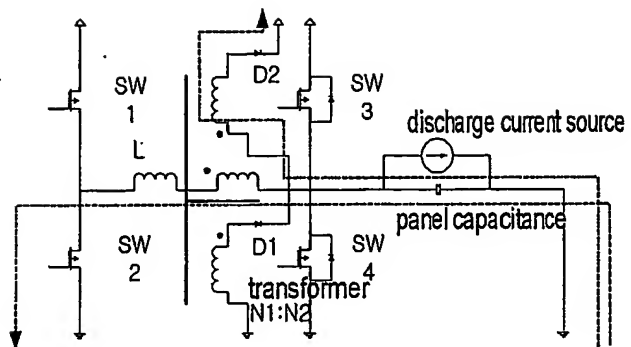 SW
1
D2
SW
3
discharge current source
L
panel capacitance
SW
2
D1
SW
4
transformer
N1:N2